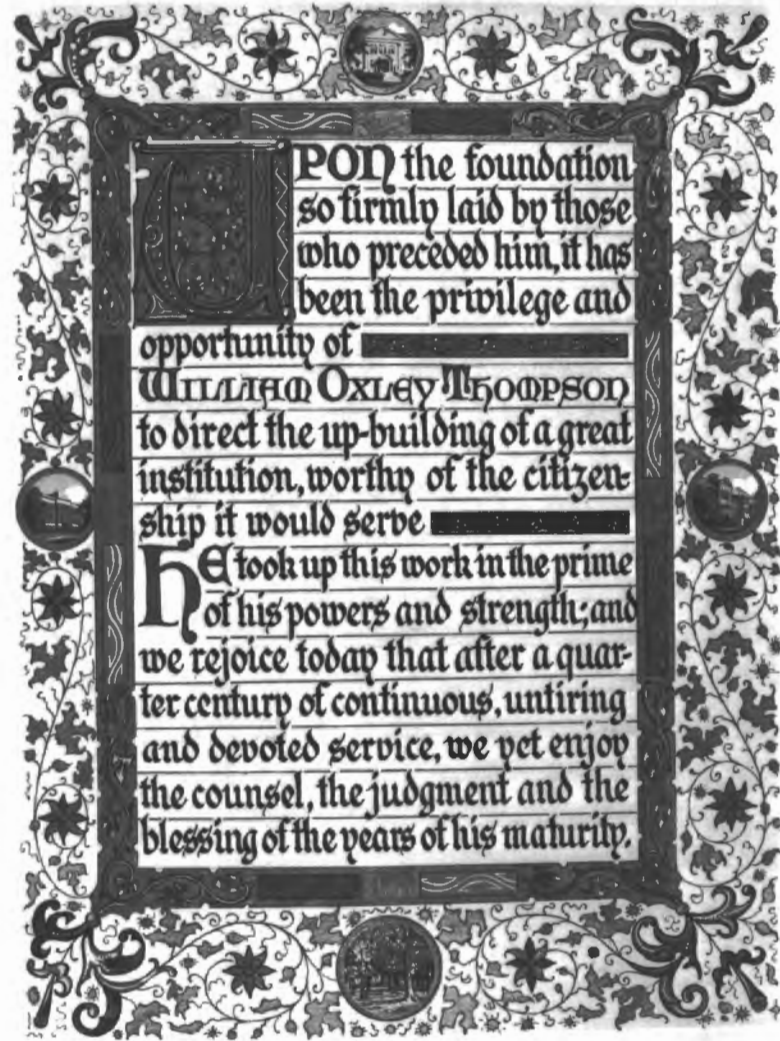 UPON the foundation
so firmly laid by those
who preceded him, it has
been the privilege and
opportunity of
WILLIAM OXLEY THOMPSON
to direct the up-building of a great
institution, worthy of the citizen-
ship it would serve
HE took up this work in the prime
of his powers and strength; and
we rejoice today that after a quar-
ter century of continuous, untiring
and devoted service, we yet enjoy
the counsel, the judgment and the
blessing of the years of his maturity.